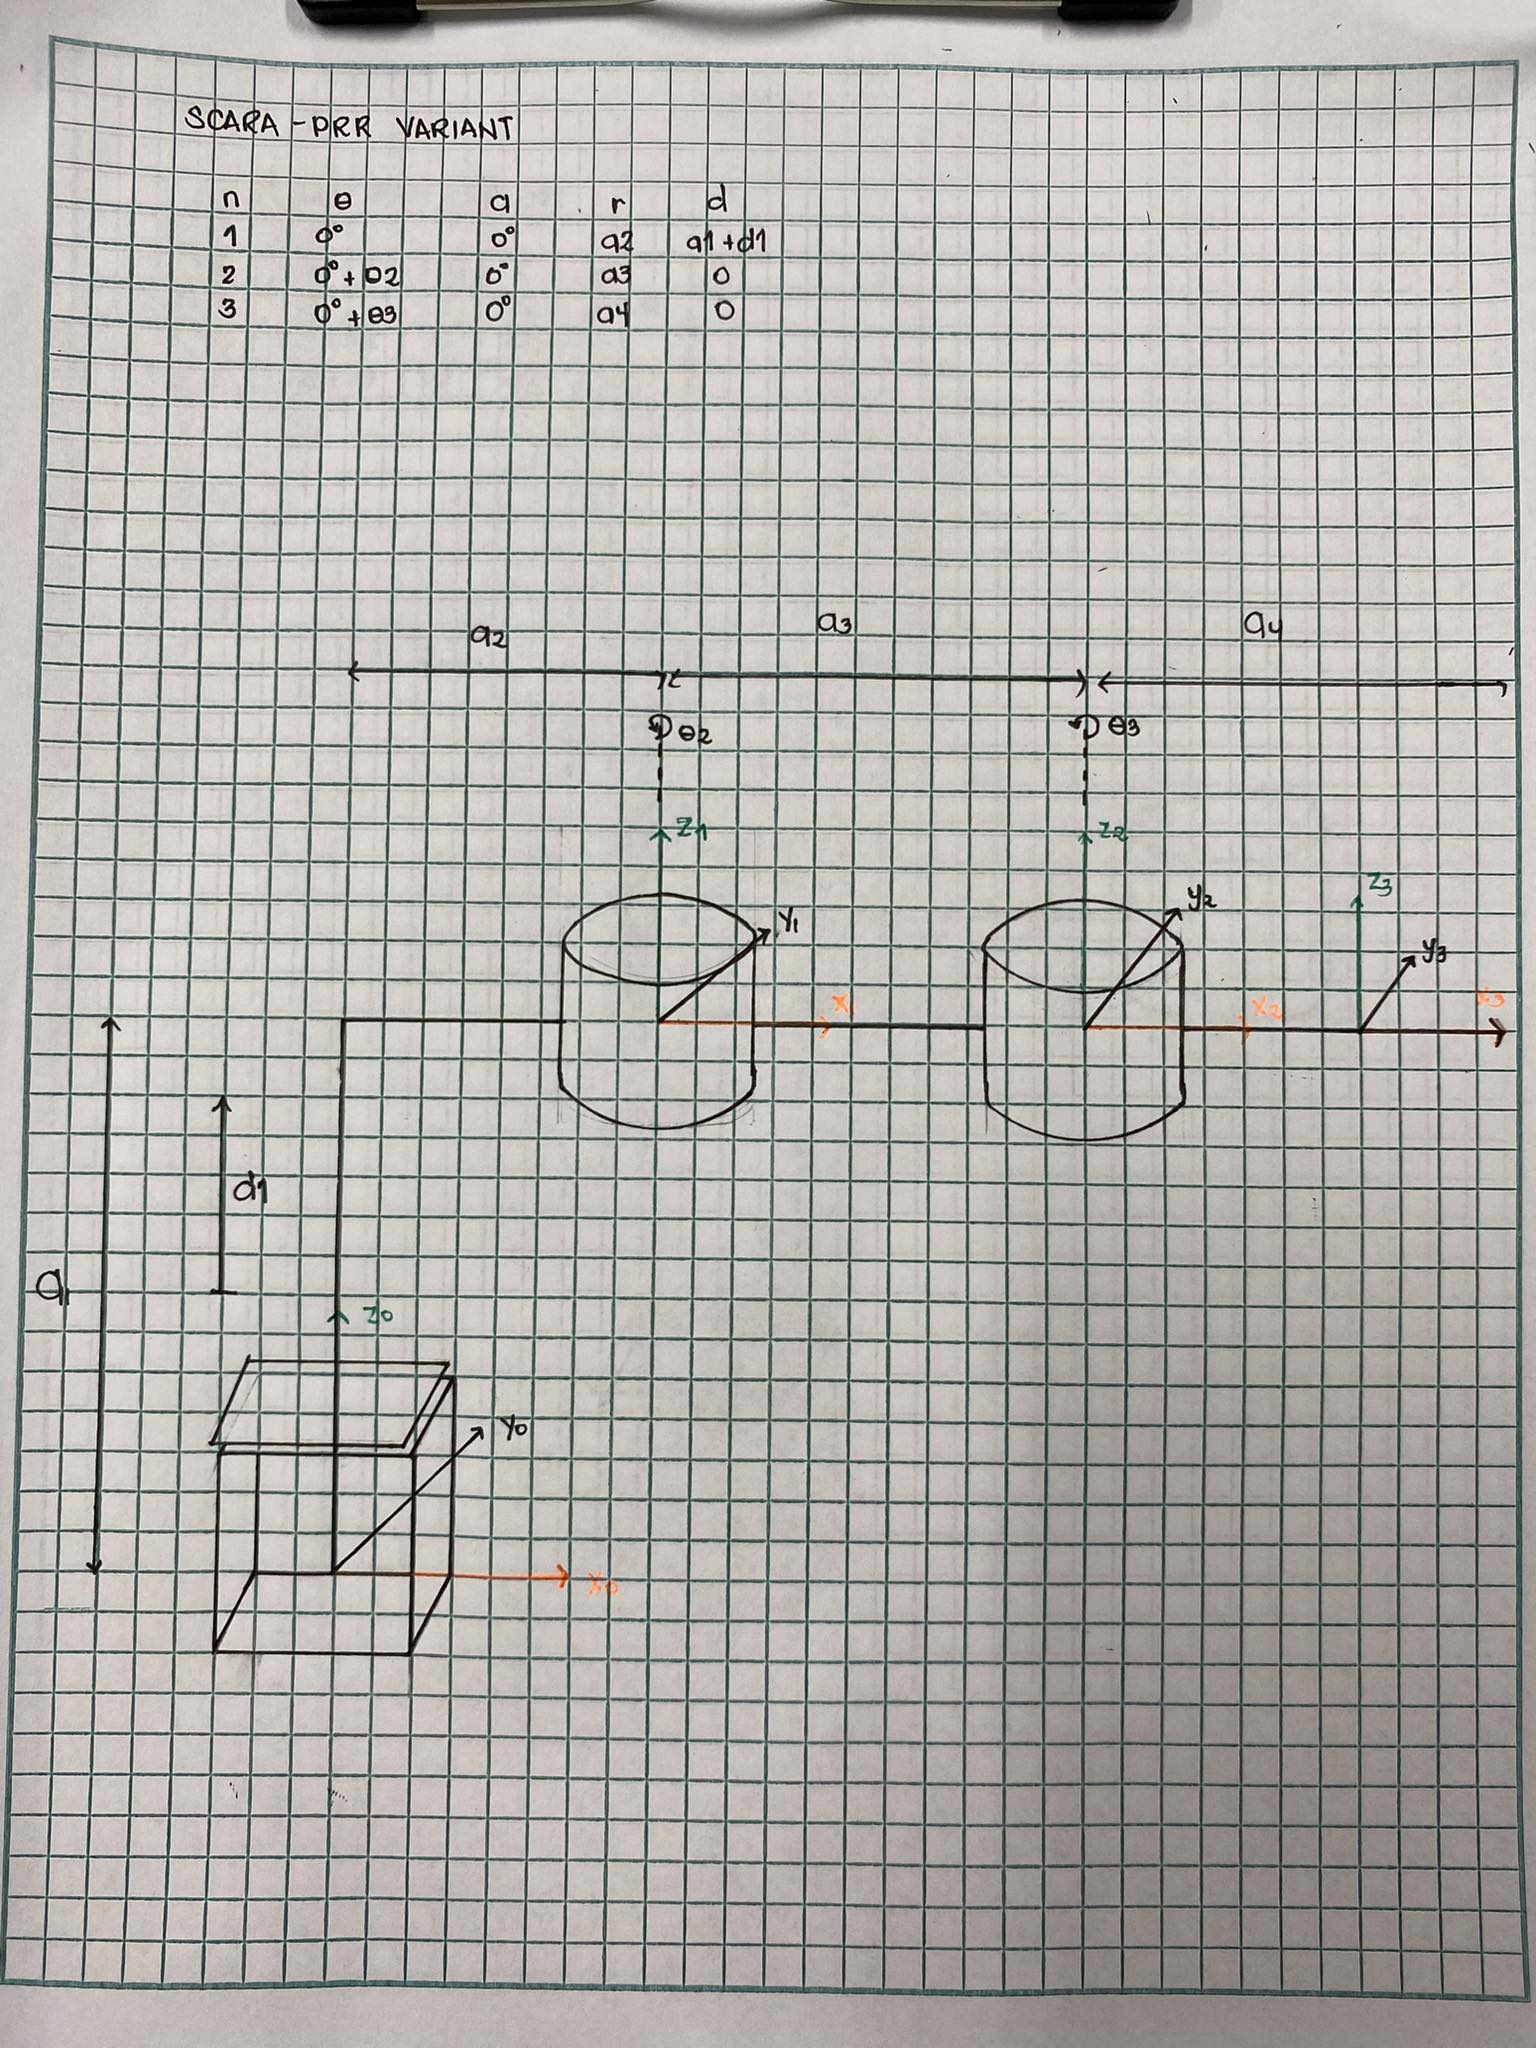 SCARA - PRR VARIANT
n θ α r d
1 0° 0° a2 a1+d1
2 0°+θ2 0° a3 0
3 0°+θ3 0° a4 0
a2 a3 a4
θ2 θ3
Z1 Z2
Z3
Y1 Y2
Y3
X1 X2 X3
d1
a1
Z0
Y0
X0